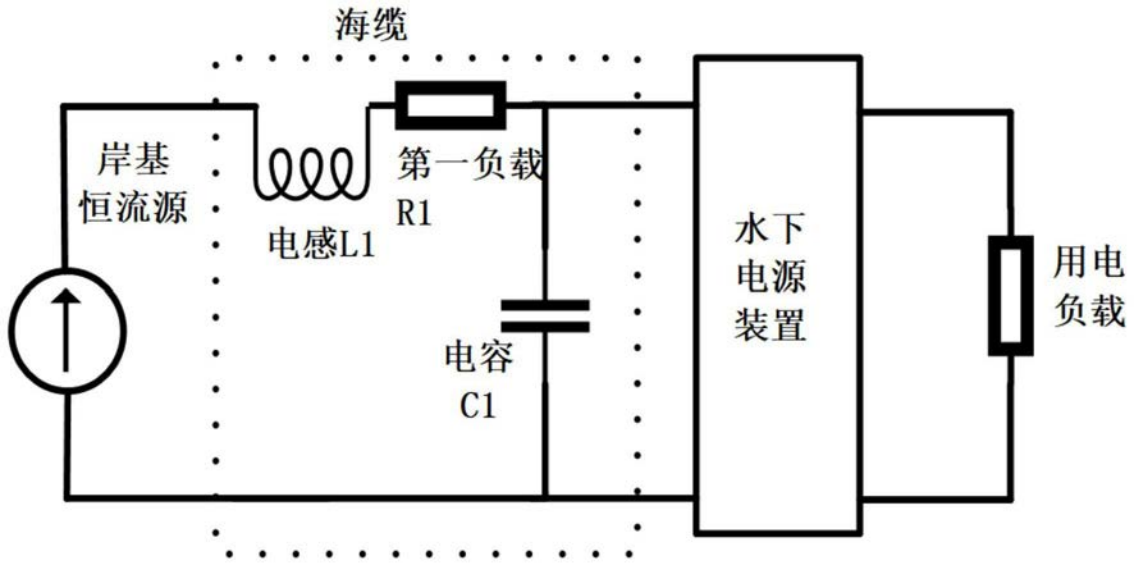 海缆
岸基
恒流源
第一负载
R1
电感L1
电容
C1
水下
电源
装置
用电
负载